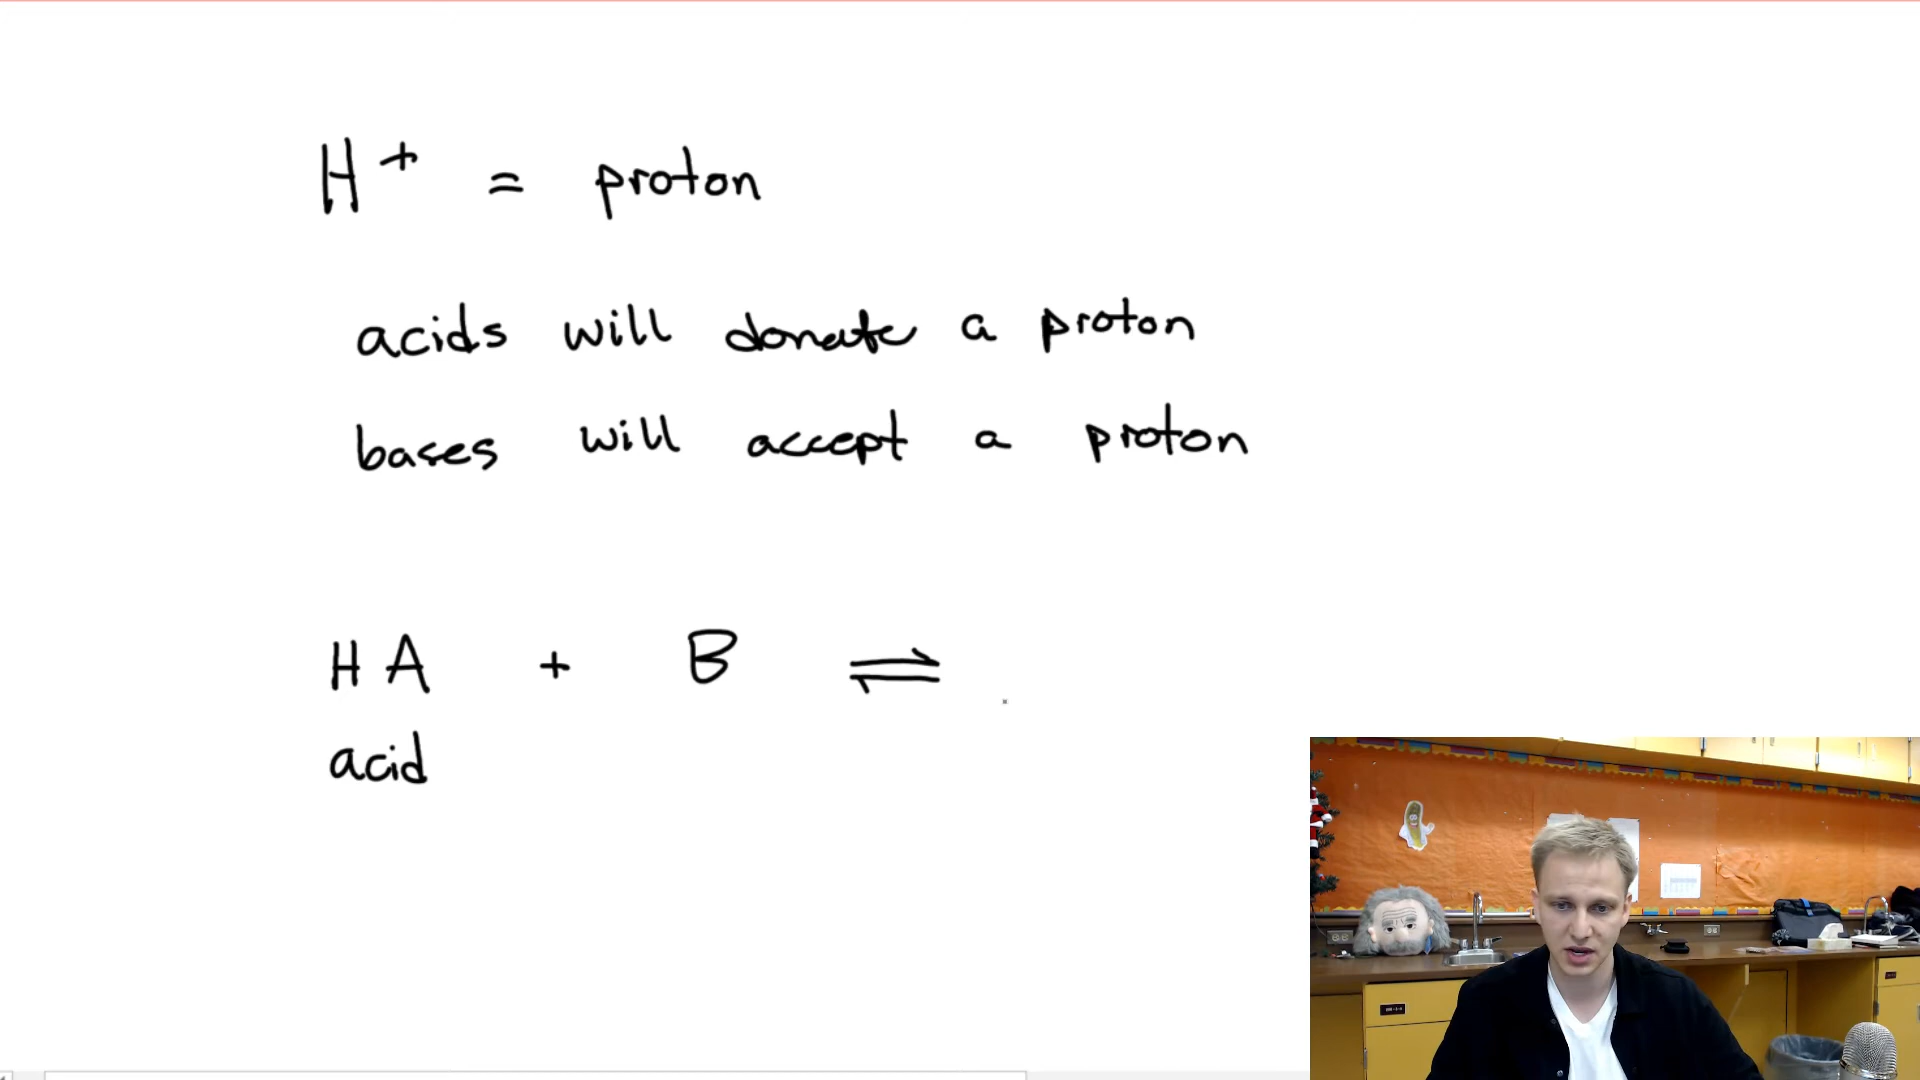 H⁺ = proton
acids will donate a proton
bases will accept a proton
HA + B ⇌
acid